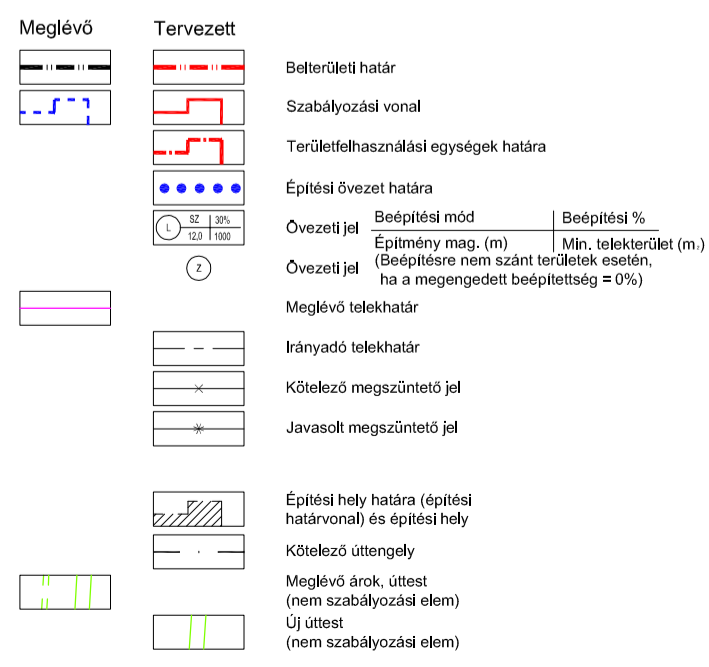 Meglévő Tervezett
Belterületi határ
Szabályozási vonal
Területfelhasználási egységek határa
Építési övezet határa
L SZ 30%
12,0 1000
Övezeti jel Beépítési mód Beépítési %
Építmény mag. (m) Min. telekterület (m₂)
Z Övezeti jel (Beépítésre nem szánt területek esetén,
ha a megengedett beépítettség = 0%)
Meglévő telekhatár
Irányadó telekhatár
Kötelező megszüntető jel
Javasolt megszüntető jel
Építési hely határa (építési
határvonal) és építési hely
Kötelező úttengely
Meglévő árok, úttest
(nem szabályozási elem)
Új úttest
(nem szabályozási elem)